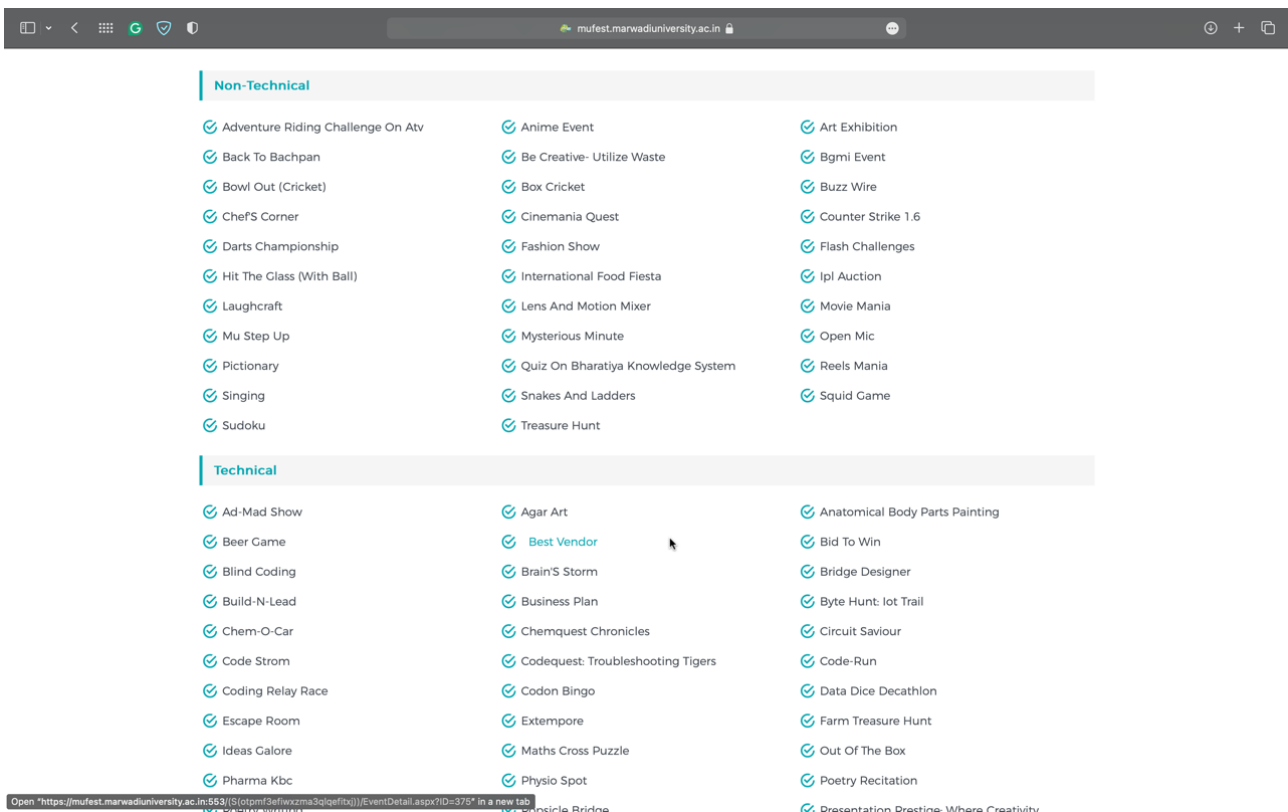 mufest.marwadiuniversity.ac.in
Non-Technical
Adventure Riding Challenge On Atv
Anime Event
Art Exhibition
Back To Bachpan
Be Creative- Utilize Waste
Bgmi Event
Bowl Out (Cricket)
Box Cricket
Buzz Wire
Chef'S Corner
Cinemania Quest
Counter Strike 1.6
Darts Championship
Fashion Show
Flash Challenges
Hit The Glass (With Ball)
International Food Fiesta
Ipl Auction
Laughcraft
Lens And Motion Mixer
Movie Mania
Mu Step Up
Mysterious Minute
Open Mic
Pictionary
Quiz On Bharatiya Knowledge System
Reels Mania
Singing
Snakes And Ladders
Squid Game
Sudoku
Treasure Hunt
Technical
Ad-Mad Show
Agar Art
Anatomical Body Parts Painting
Beer Game
Best Vendor
Bid To Win
Blind Coding
Brain'S Storm
Bridge Designer
Build-N-Lead
Business Plan
Byte Hunt: Iot Trail
Chem-O-Car
Chemquest Chronicles
Circuit Saviour
Code Strom
Codequest: Troubleshooting Tigers
Code-Run
Coding Relay Race
Codon Bingo
Data Dice Decathlon
Escape Room
Extempore
Farm Treasure Hunt
Ideas Galore
Maths Cross Puzzle
Out Of The Box
Pharma Kbc
Physio Spot
Poetry Recitation
Popsicle Bridge
Presentation Prestige: Where Creativity
Open "https://mufest.marwadiuniversity.ac.in:553/(S(otpmf3efiwxzma3qlqefitxj))/EventDetail.aspx?ID=375" in a new tab